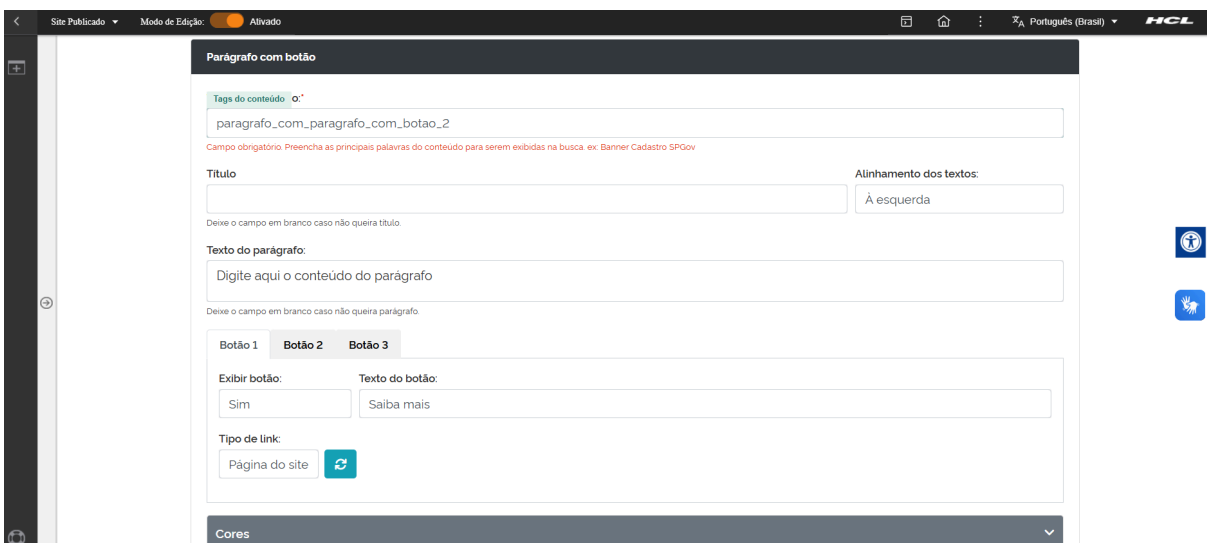 Site Publicado
Modo de Edição: Ativado
Português (Brasil)
HCL
Parágrafo com botão
Tags do conteúdo o:*
paragrafo_com_paragrafo_com_botao_2
Campo obrigatório. Preencha as principais palavras do conteúdo para serem exibidas na busca. ex: Banner Cadastro SPGov
Título
Alinhamento dos textos:
À esquerda
Deixe o campo em branco caso não queira título.
Texto do parágrafo:
Digite aqui o conteúdo do parágrafo
Deixe o campo em branco caso não queira parágrafo.
Botão 1 Botão 2 Botão 3
Exibir botão: Texto do botão:
Sim Saiba mais
Tipo de link:
Página do site
Cores